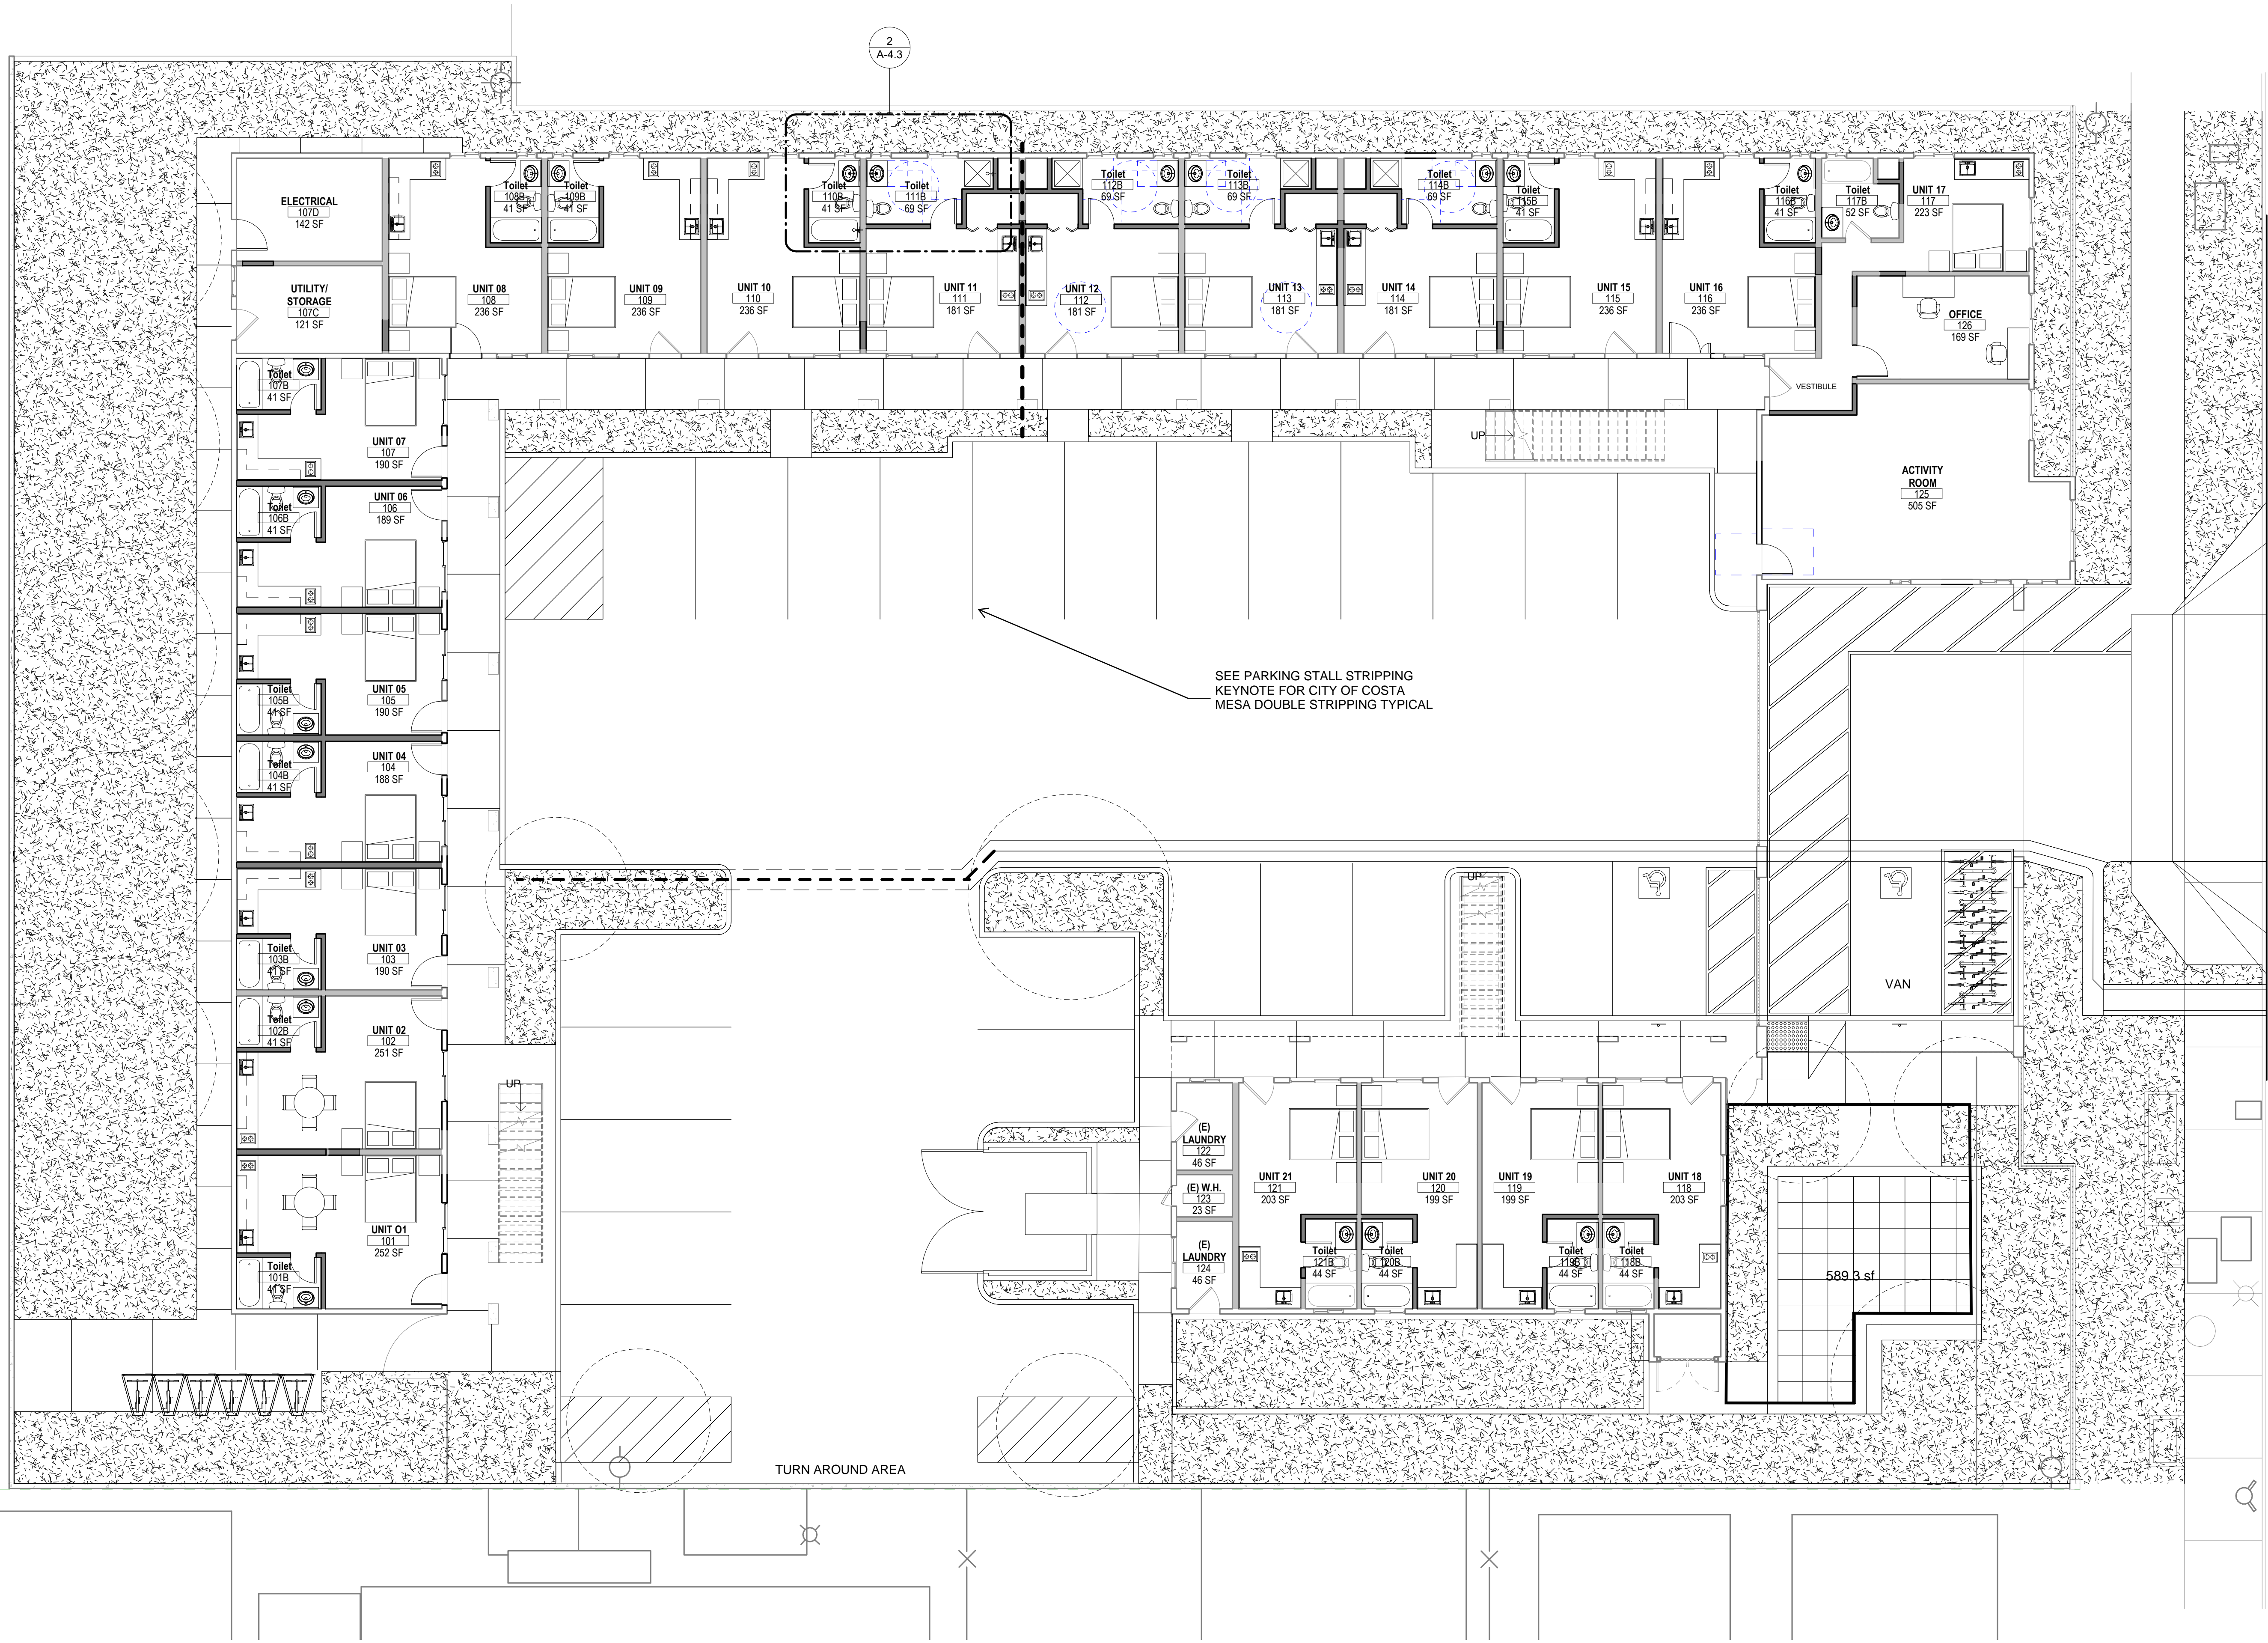 2
A-4.3
ELECTRICAL
107D
142 SF
Toilet
108B
41 SF
Toilet
109B
41 SF
Toilet
110B
41 SF
Toilet
111B
69 SF
Toilet
112B
69 SF
Toilet
113B
69 SF
Toilet
114B
69 SF
Toilet
115B
41 SF
Toilet
116B
41 SF
Toilet
117B
52 SF
UNIT 17
117
223 SF
UTILITY/
STORAGE
107C
121 SF
UNIT 08
108
236 SF
UNIT 09
109
236 SF
UNIT 10
110
236 SF
UNIT 11
111
181 SF
UNIT 12
112
181 SF
UNIT 13
113
181 SF
UNIT 14
114
181 SF
UNIT 15
115
236 SF
UNIT 16
116
236 SF
OFFICE
126
169 SF
VESTIBULE
Toilet
107B
41 SF
UNIT 07
107
190 SF
UP
ACTIVITY
ROOM
125
505 SF
UNIT 06
106
189 SF
Toilet
106B
41 SF
SEE PARKING STALL STRIPPING
KEYNOTE FOR CITY OF COSTA
MESA DOUBLE STRIPPING TYPICAL
Toilet
105B
41 SF
UNIT 05
105
190 SF
UNIT 04
104
188 SF
Toilet
104B
41 SF
UP
Toilet
103B
41 SF
UNIT 03
103
190 SF
VAN
Toilet
102B
41 SF
UNIT 02
102
251 SF
UP
(E)
LAUNDRY
122
46 SF
(E) W.H.
123
23 SF
(E)
LAUNDRY
124
46 SF
UNIT 21
121
203 SF
UNIT 20
120
199 SF
UNIT 19
119
199 SF
UNIT 18
118
203 SF
UNIT O1
101
252 SF
Toilet
101B
41 SF
Toilet
121B
44 SF
Toilet
120B
44 SF
Toilet
119B
44 SF
Toilet
118B
44 SF
589.3 sf
TURN AROUND AREA